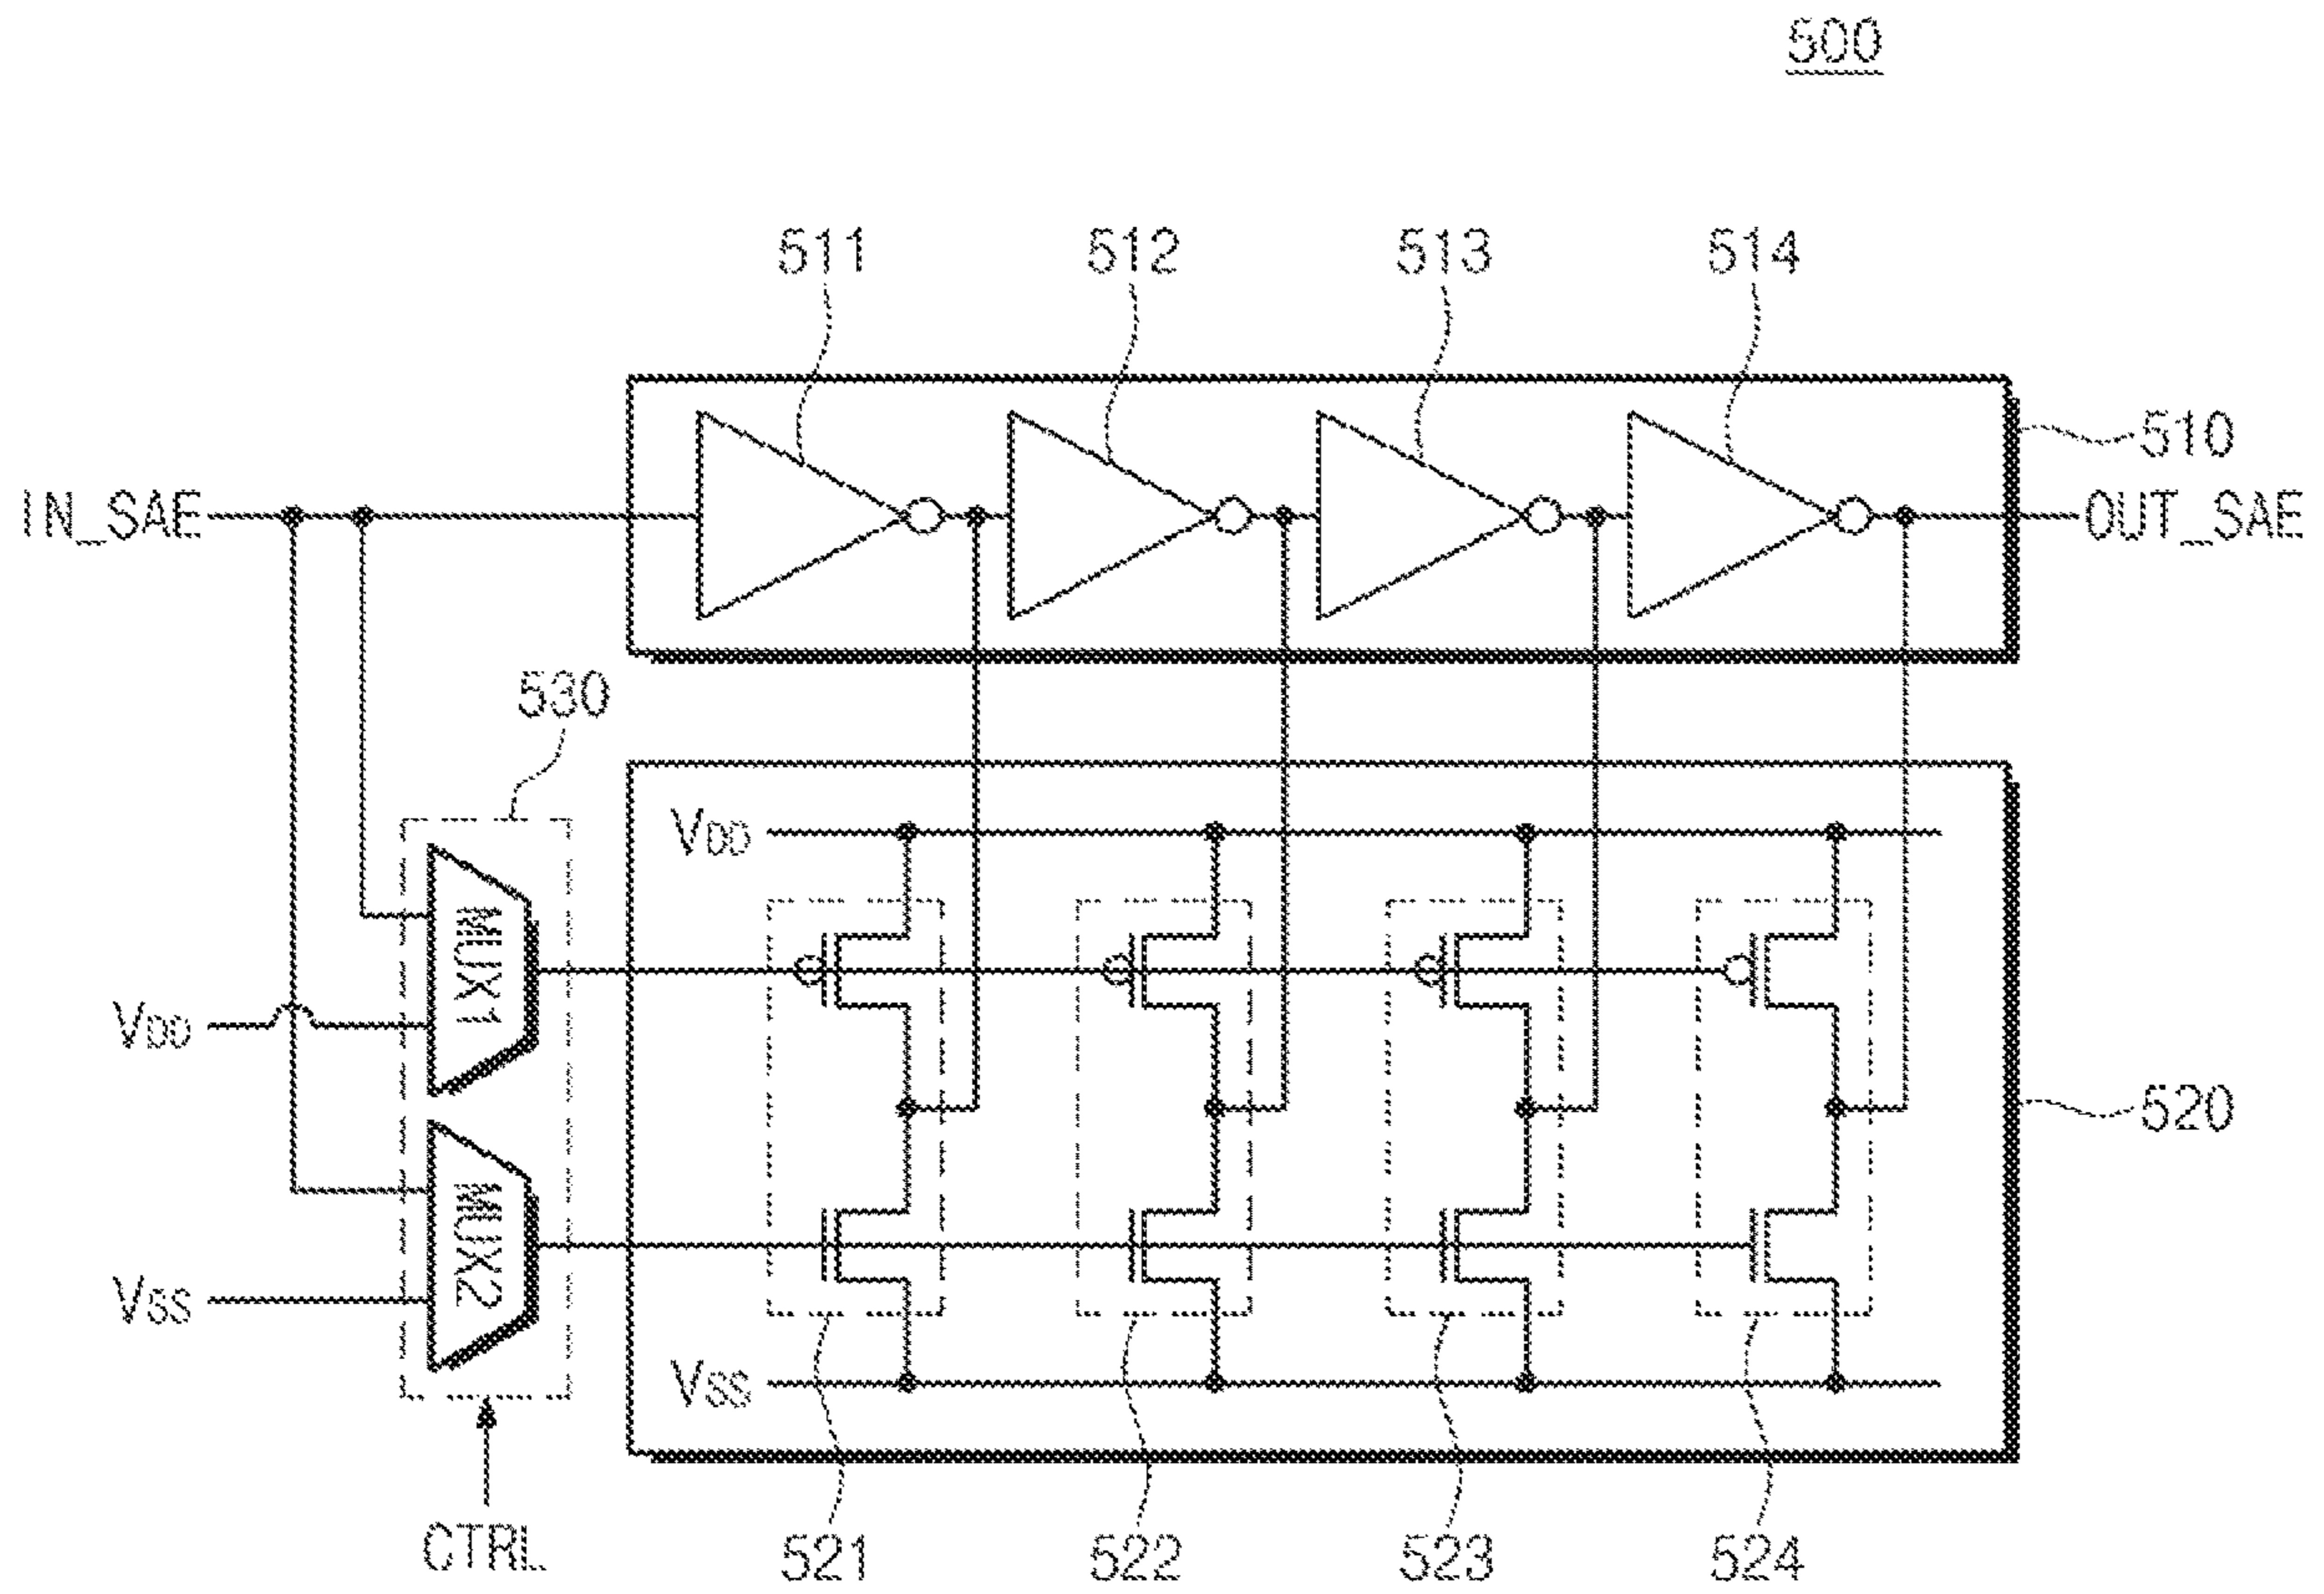 500
511 512 513 514
510
IN_SAE OUT_SAE
530
VDD
MUX1
VDD
520
MUX2
VSS
VSS
CTRL 521 522 523 524